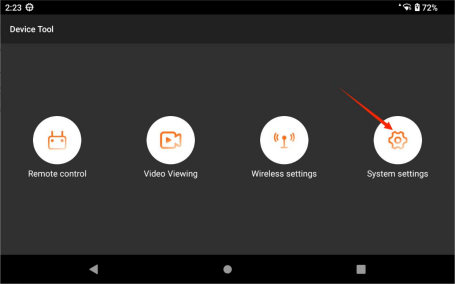 2:23 72%
Device Tool
Remote control Video Viewing Wireless settings System settings